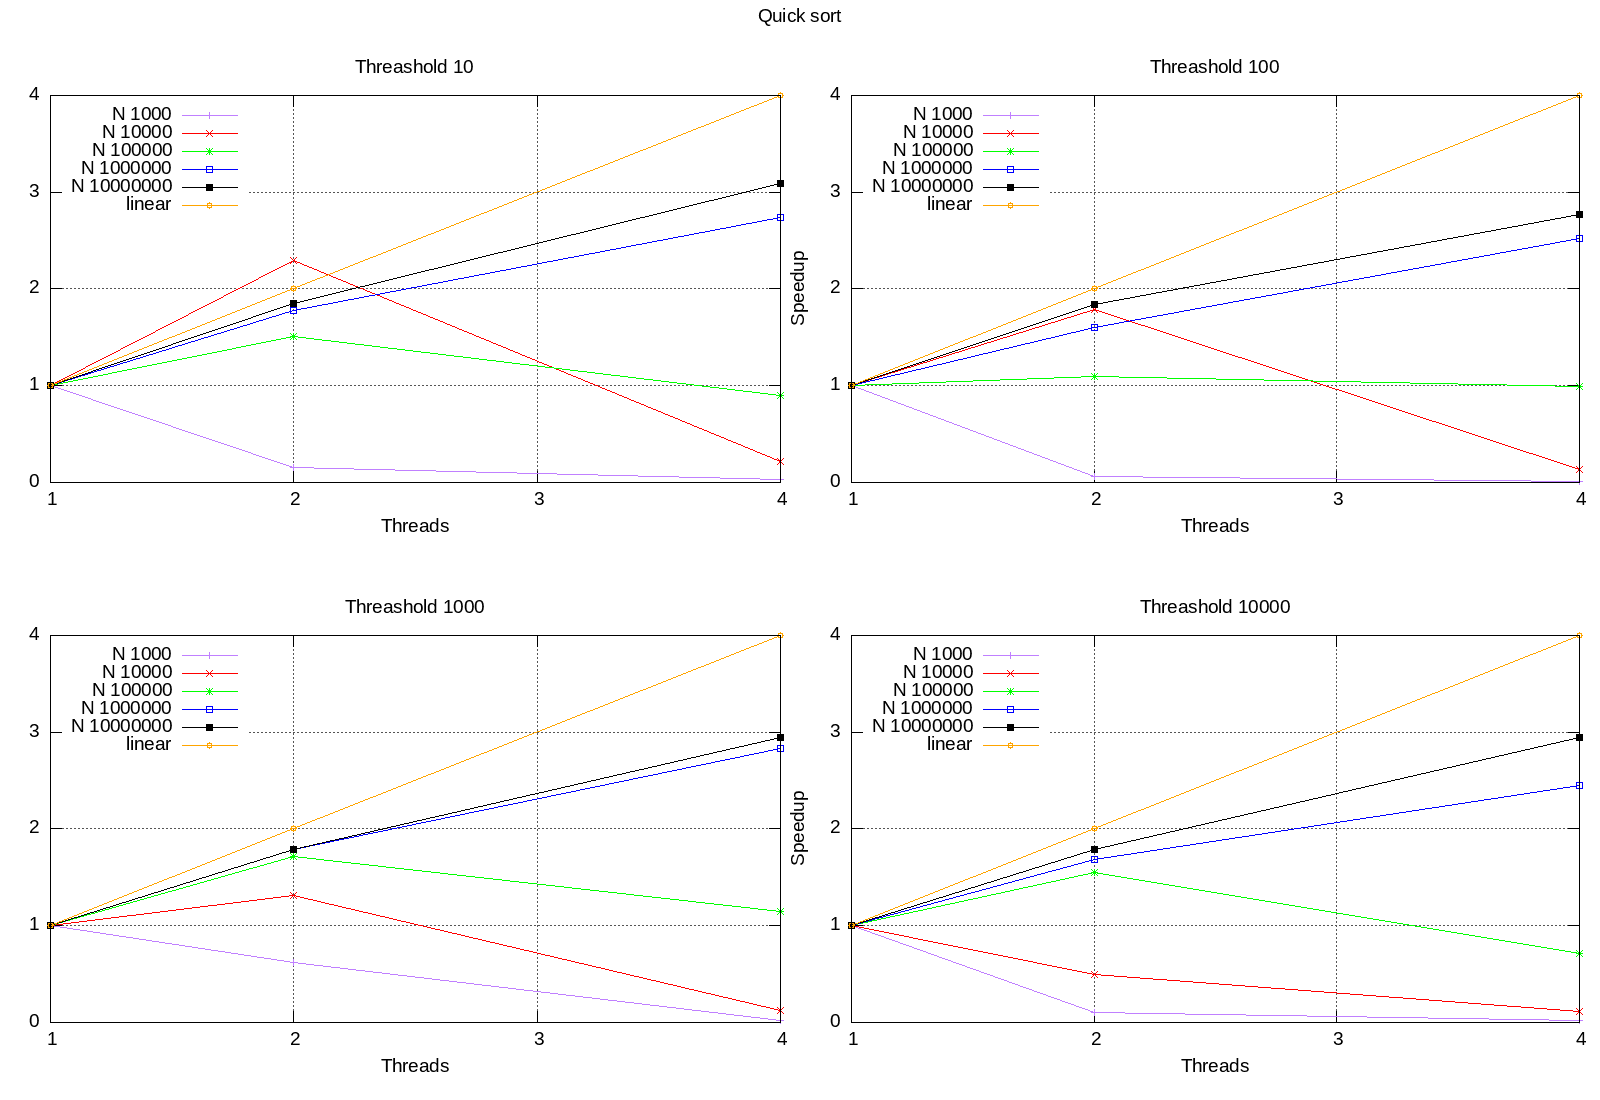 Quick sort
Threashold 10
4
3
2
1
0
N 1000
N 10000
N 100000
N 1000000
N 10000000
linear
1 2 3 4
Threads
Threashold 100
Speedup
4
3
2
1
0
N 1000
N 10000
N 100000
N 1000000
N 10000000
linear
1 2 3 4
Threads
Threashold 1000
4
3
2
1
0
N 1000
N 10000
N 100000
N 1000000
N 10000000
linear
1 2 3 4
Threads
Threashold 10000
Speedup
4
3
2
1
0
N 1000
N 10000
N 100000
N 1000000
N 10000000
linear
1 2 3 4
Threads